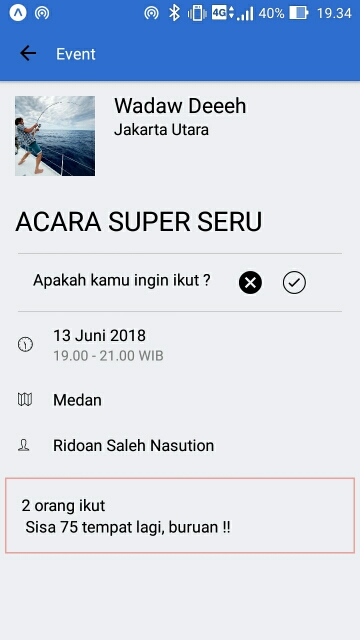 4G 40% 19.34
Event
Wadaw Deeeh
Jakarta Utara
ACARA SUPER SERU
Apakah kamu ingin ikut ?
13 Juni 2018
19.00 - 21.00 WIB
Medan
Ridoan Saleh Nasution
2 orang ikut
Sisa 75 tempat lagi, buruan !!